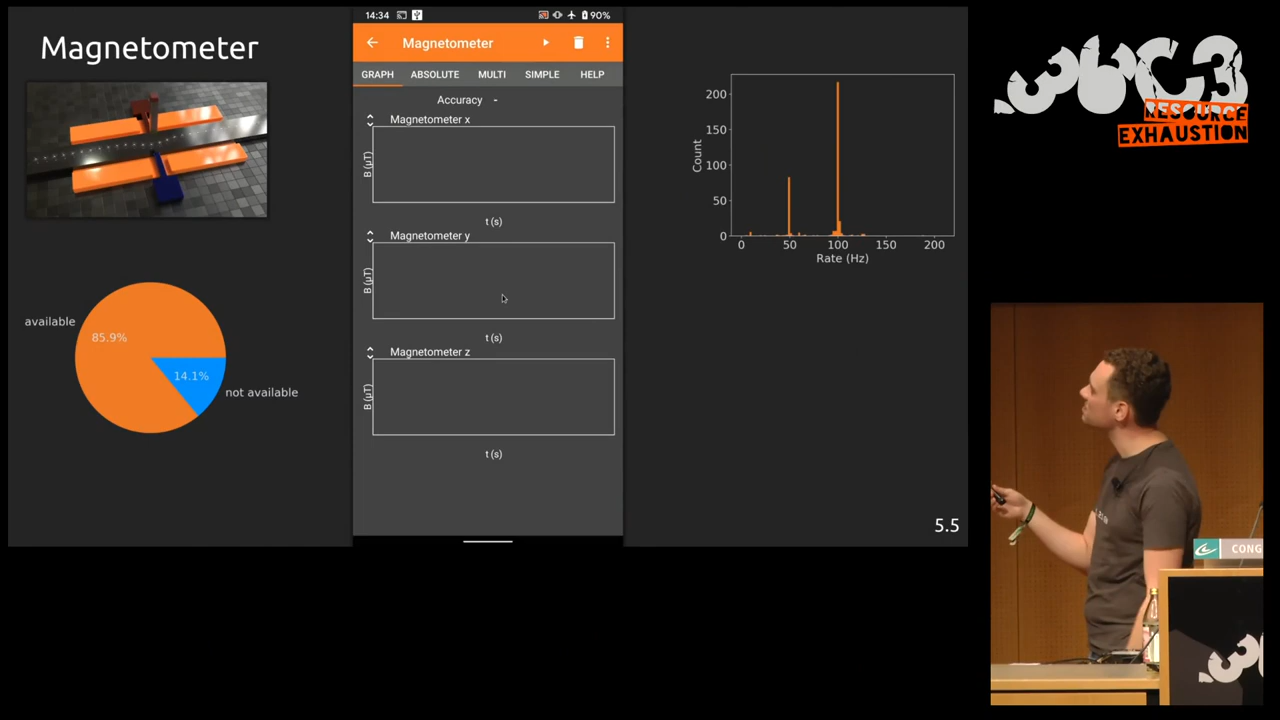 Magnetometer
available
85.9%
14.1%
not available
14:34
90%
Magnetometer
GRAPH ABSOLUTE MULTI SIMPLE HELP
Accuracy -
Magnetometer x
B (µT)
t (s)
Magnetometer y
B (µT)
t (s)
Magnetometer z
B (µT)
t (s)
200
150
100
50
0
Count
0 50 100 150 200
Rate (Hz)
5.5
36C3
RESOURCE
EXHAUSTION
CONG